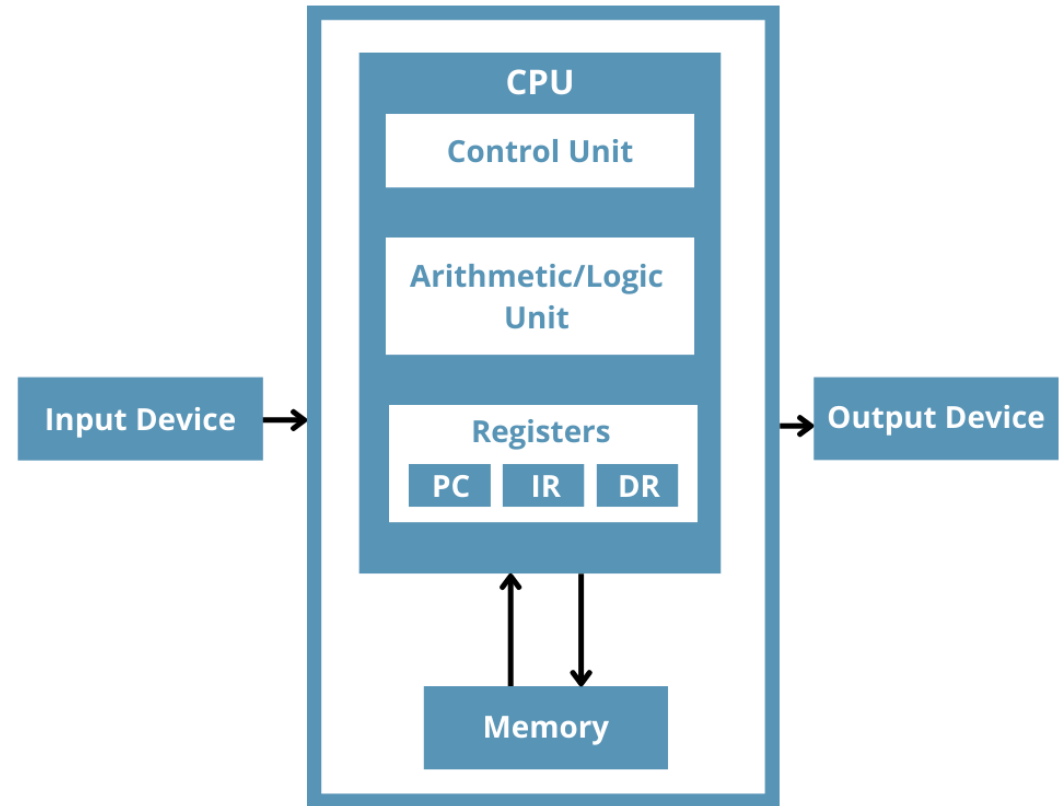 CPU
Control Unit
Arithmetic/Logic
Unit
Input Device
Output Device
Registers
PC IR DR
Memory